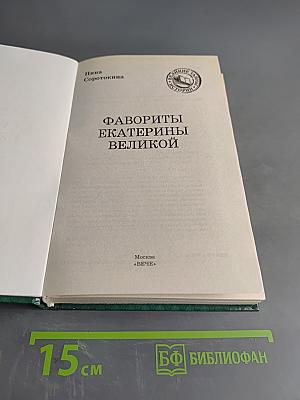 Нина
Соротокина
ФАВОРИТЫ
ЕКАТЕРИНЫ
ВЕЛИКОЙ
Москва
«ВЕЧЕ»
15 см
БФ БИБЛИОФАН